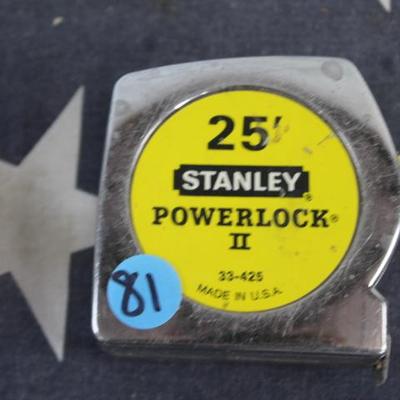 25'
STANLEY®
POWERLOCK®
II
33-425
MADE IN U.S.A.
81